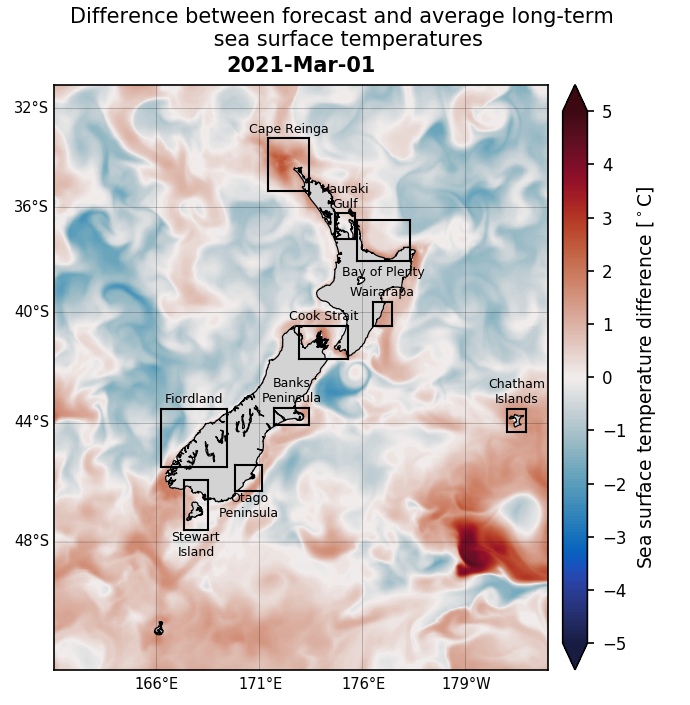 Difference between forecast and average long-term
sea surface temperatures
2021-Mar-01
32°S
36°S
40°S
44°S
48°S
166°E
171°E
176°E
179°W
Cape Reinga
Hauraki
Gulf
Bay of Plenty
Wairarapa
Cook Strait
Banks
Peninsula
Fiordland
Chatham
Islands
Otago
Peninsula
Stewart
Island
5
4
3
2
1
0
−1
−2
−3
−4
−5
Sea surface temperature difference [°C]